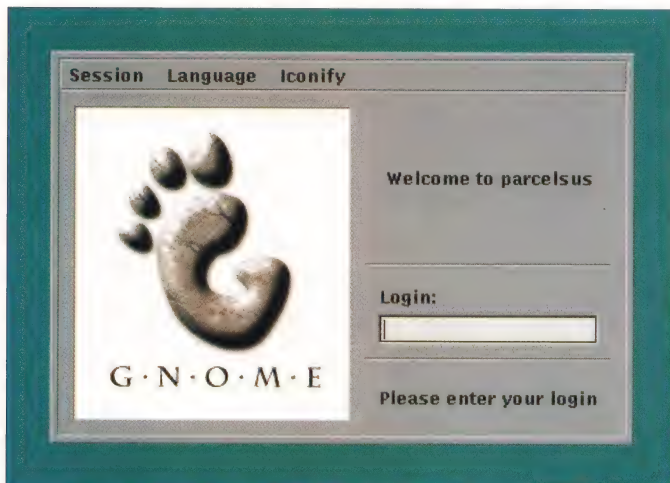 Session Language Iconify
Welcome to parcelsus
Login:
G·N·O·M·E
Please enter your login